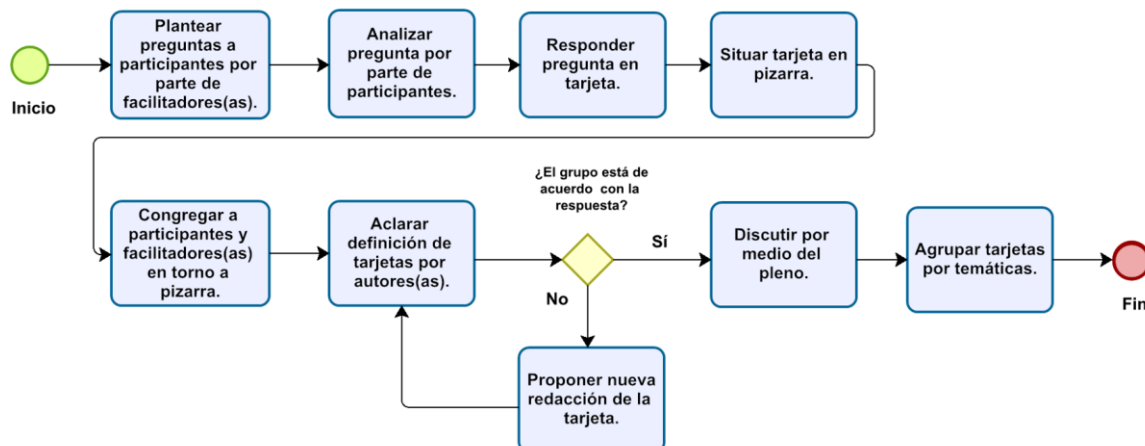 Inicio
Plantear
preguntas a
participantes por
parte de
facilitadores(as).
Analizar
pregunta por
parte de
participantes.
Responder
pregunta en
tarjeta.
Situar tarjeta en
pizarra.
Congregar a
participantes y
facilitadores(as)
en torno a
pizarra.
Aclarar
definición de
tarjetas por
autores(as).
¿El grupo está de
acuerdo con la
respuesta?
Sí
No
Proponer nueva
redacción de la
tarjeta.
Discutir por
medio del
pleno.
Agrupar tarjetas
por temáticas.
Fin